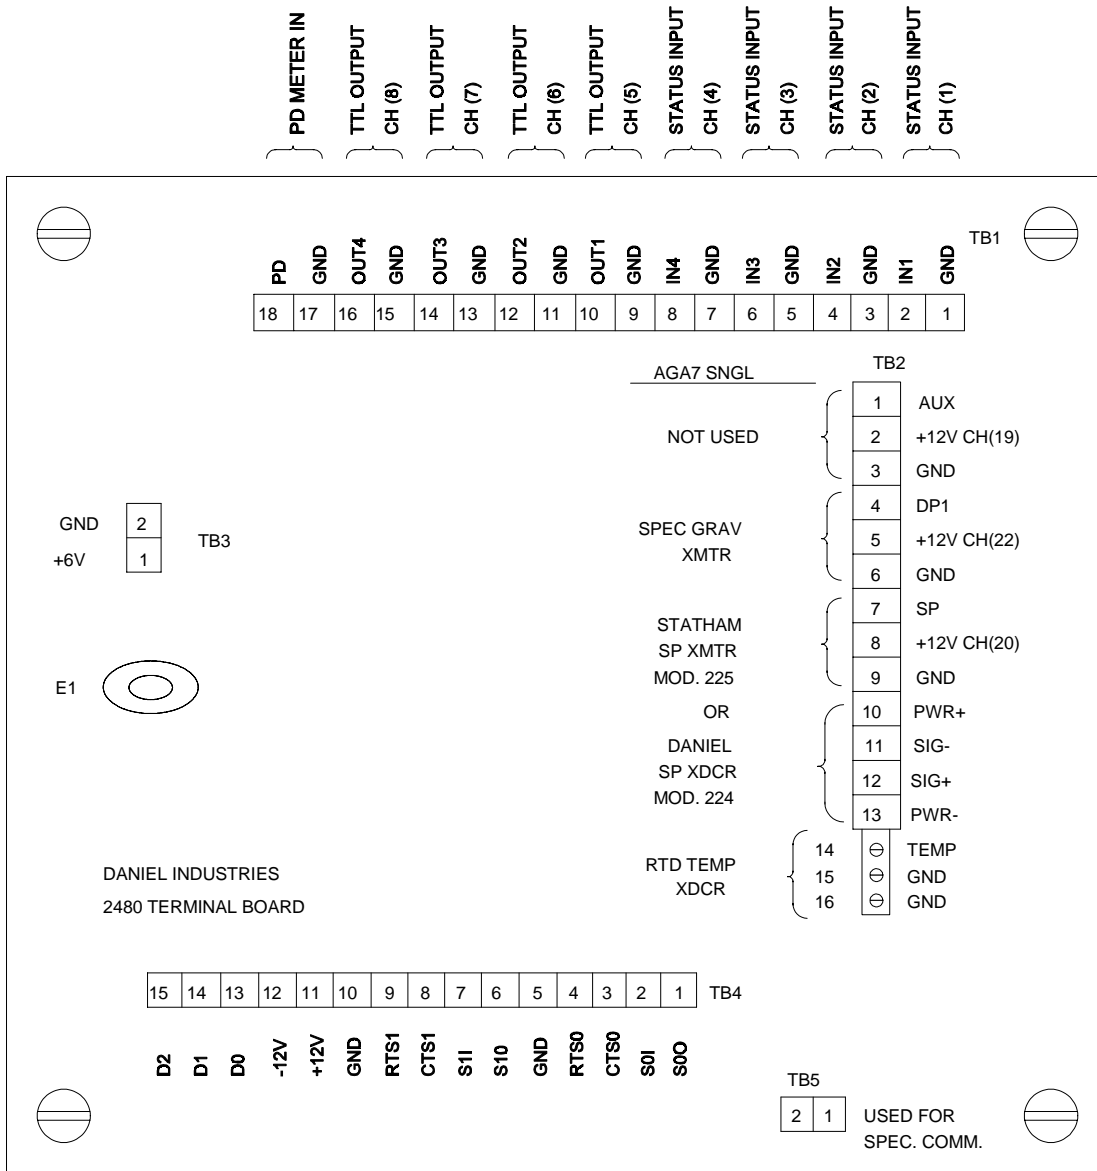 PD METER IN
TTL OUTPUT
CH (8)
TTL OUTPUT
CH (7)
TTL OUTPUT
CH (6)
TTL OUTPUT
CH (5)
STATUS INPUT
CH (4)
STATUS INPUT
CH (3)
STATUS INPUT
CH (2)
STATUS INPUT
CH (1)
TB1
PD GND OUT4 GND OUT3 GND OUT2 GND OUT1 GND IN4 GND IN3 GND IN2 GND IN1 GND
18 17 16 15 14 13 12 11 10 9 8 7 6 5 4 3 2 1
AGA7 SNGL
TB2
NOT USED
1 AUX
2 +12V CH(19)
3 GND
SPEC GRAV
XMTR
4 DP1
5 +12V CH(22)
6 GND
STATHAM
SP XMTR
MOD. 225
7 SP
8 +12V CH(20)
9 GND
OR
DANIEL
SP XDCR
MOD. 224
10 PWR+
11 SIG-
12 SIG+
13 PWR-
RTD TEMP
XDCR
14 TEMP
15 GND
16 GND
GND 2
+6V 1
TB3
E1
DANIEL INDUSTRIES
2480 TERMINAL BOARD
15 14 13 12 11 10 9 8 7 6 5 4 3 2 1 TB4
D2 D1 D0 -12V +12V GND RTS1 CTS1 S1I S10 GND RTS0 CTS0 S0I S0O
TB5
2 1
USED FOR
SPEC. COMM.